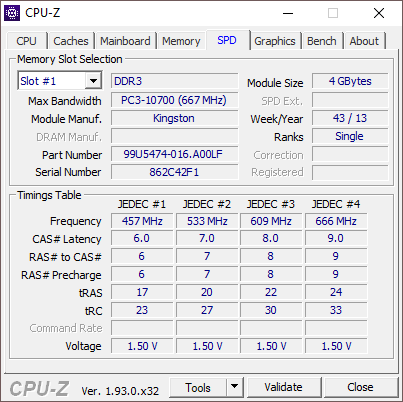 CPU-Z
CPU Caches Mainboard Memory SPD Graphics Bench About
Memory Slot Selection
Slot #1 DDR3 Module Size 4 GBytes
Max Bandwidth PC3-10700 (667 MHz) SPD Ext.
Module Manuf. Kingston Week/Year 43 / 13
DRAM Manuf. Ranks Single
Part Number 99U5474-016.A00LF Correction
Serial Number 862C42F1 Registered
Timings Table
JEDEC #1 JEDEC #2 JEDEC #3 JEDEC #4
Frequency 457 MHz 533 MHz 609 MHz 666 MHz
CAS# Latency 6.0 7.0 8.0 9.0
RAS# to CAS# 6 7 8 9
RAS# Precharge 6 7 8 9
tRAS 17 20 22 24
tRC 23 27 30 33
Command Rate
Voltage 1.50 V 1.50 V 1.50 V 1.50 V
CPU-Z Ver. 1.93.0.x32 Tools Validate Close